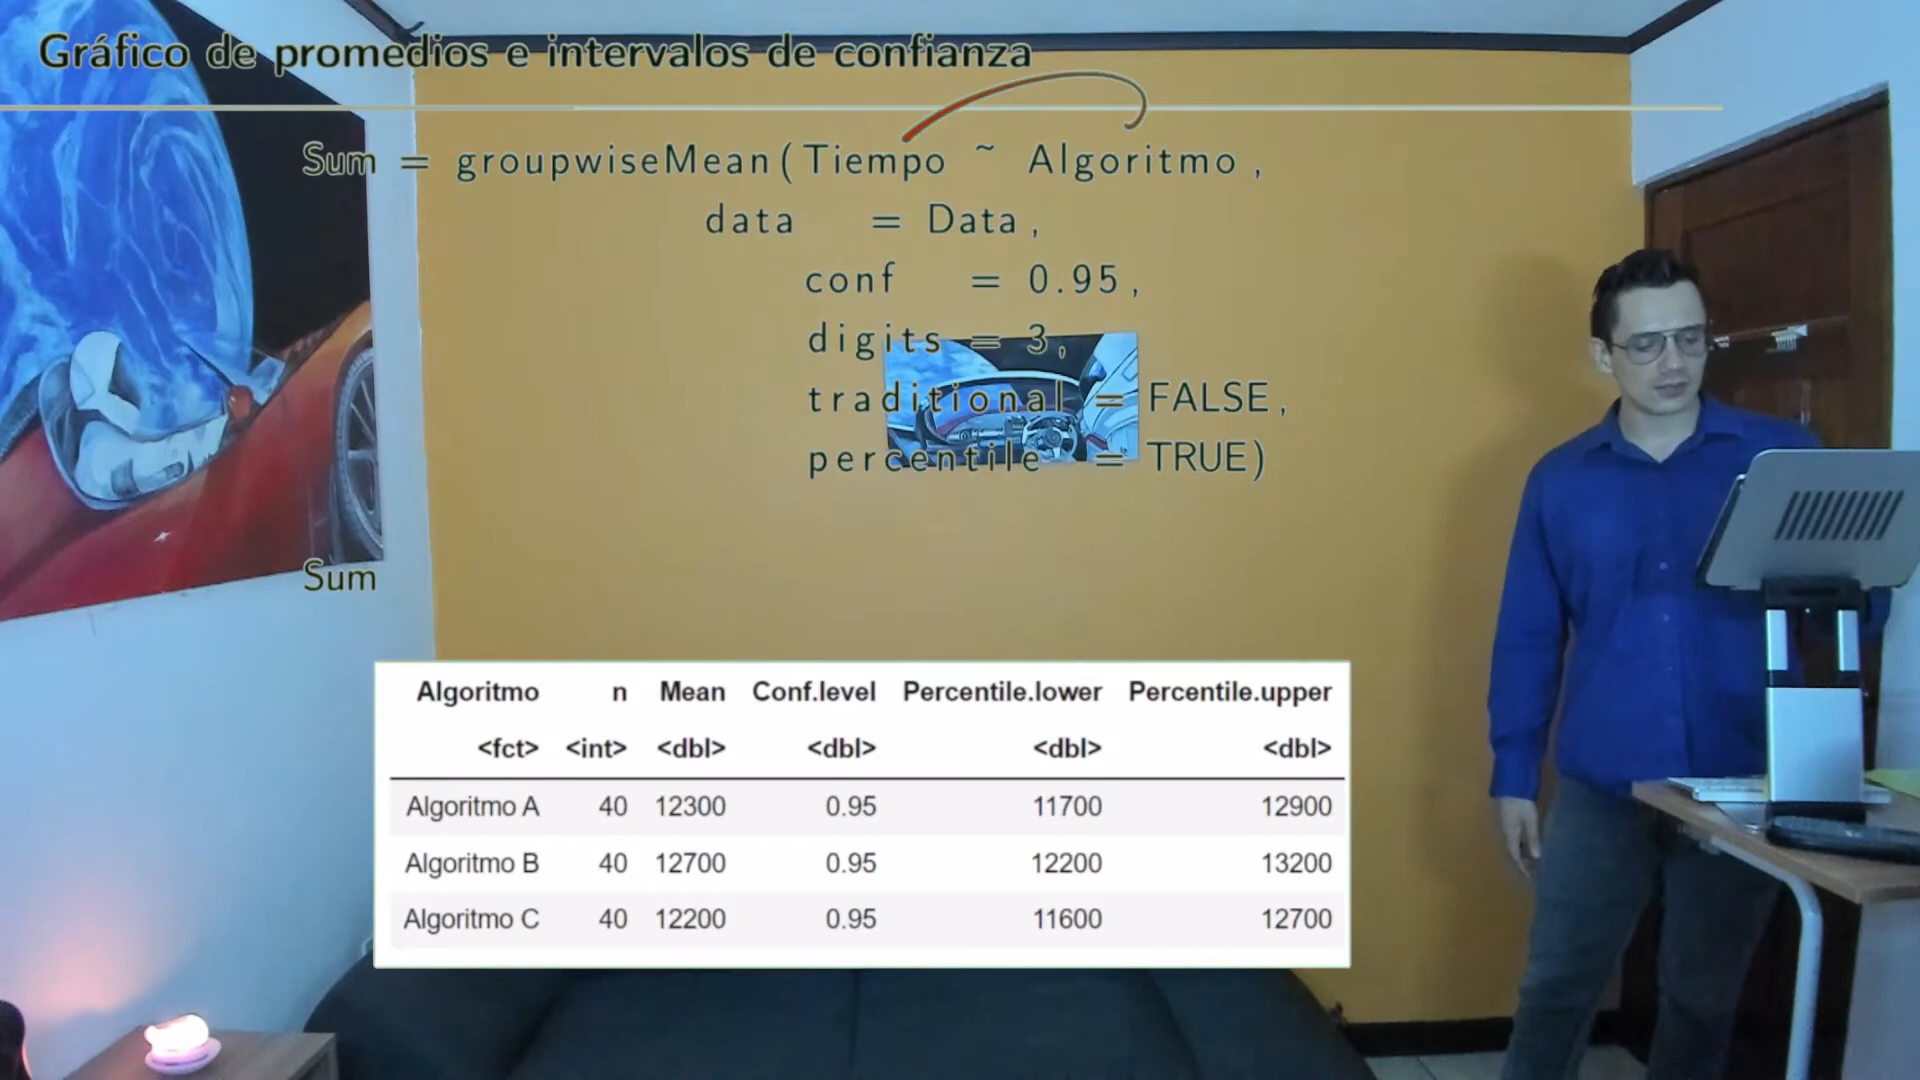 Gráfico de promedios e intervalos de confianza
Sum = groupwiseMean(Tiempo ~ Algoritmo,
data = Data,
conf = 0.95,
digits = 3,
traditional = FALSE,
percentile = TRUE)
Sum
Algoritmo n Mean Conf.level Percentile.lower Percentile.upper
<fct> <int> <dbl> <dbl> <dbl> <dbl>
Algoritmo A 40 12300 0.95 11700 12900
Algoritmo B 40 12700 0.95 12200 13200
Algoritmo C 40 12200 0.95 11600 12700